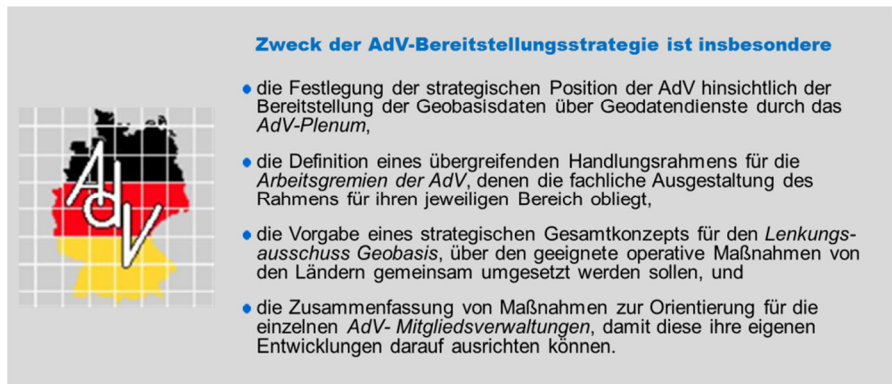 Zweck der AdV-Bereitstellungsstrategie ist insbesondere
die Festlegung der strategischen Position der AdV hinsichtlich der
Bereitstellung der Geobasisdaten über Geodatendienste durch das
AdV-Plenum,
die Definition eines übergreifenden Handlungsrahmens für die
Arbeitsgremien der AdV, denen die fachliche Ausgestaltung des
Rahmens für ihren jeweiligen Bereich obliegt,
AdV
die Vorgabe eines strategischen Gesamtkonzepts für den Lenkungs-
ausschuss Geobasis, über den geeignete operative Maßnahmen von
den Ländern gemeinsam umgesetzt werden sollen, und
die Zusammenfassung von Maßnahmen zur Orientierung für die
einzelnen AdV- Mitgliedsverwaltungen, damit diese ihre eigenen
Entwicklungen darauf ausrichten können.